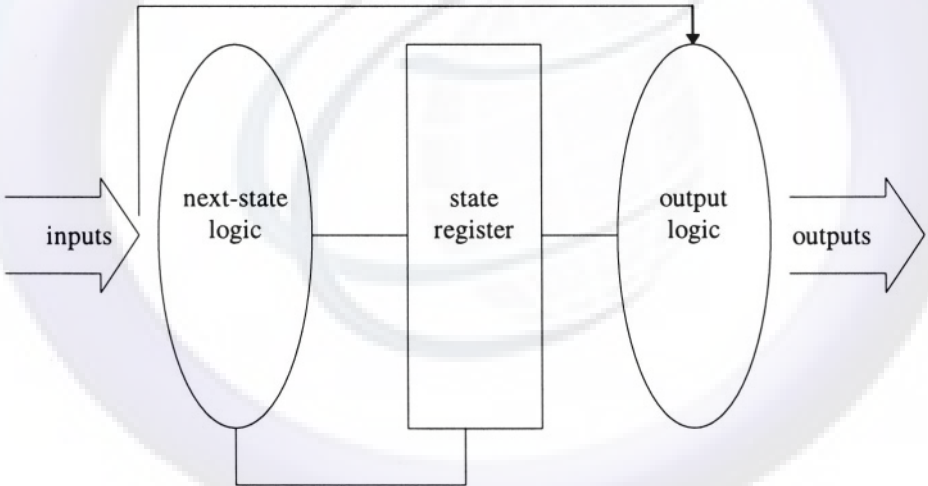 inputs
next-state
logic
state
register
output
logic
outputs